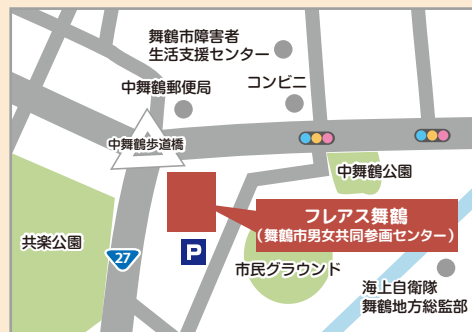 舞鶴市障害者
生活支援センター
中舞鶴郵便局
コンビニ
中舞鶴歩道橋
中舞鶴公園
フレアス舞鶴
(舞鶴市男女共同参画センター)
共楽公園
27
P
市民グラウンド
海上自衛隊
舞鶴地方総監部